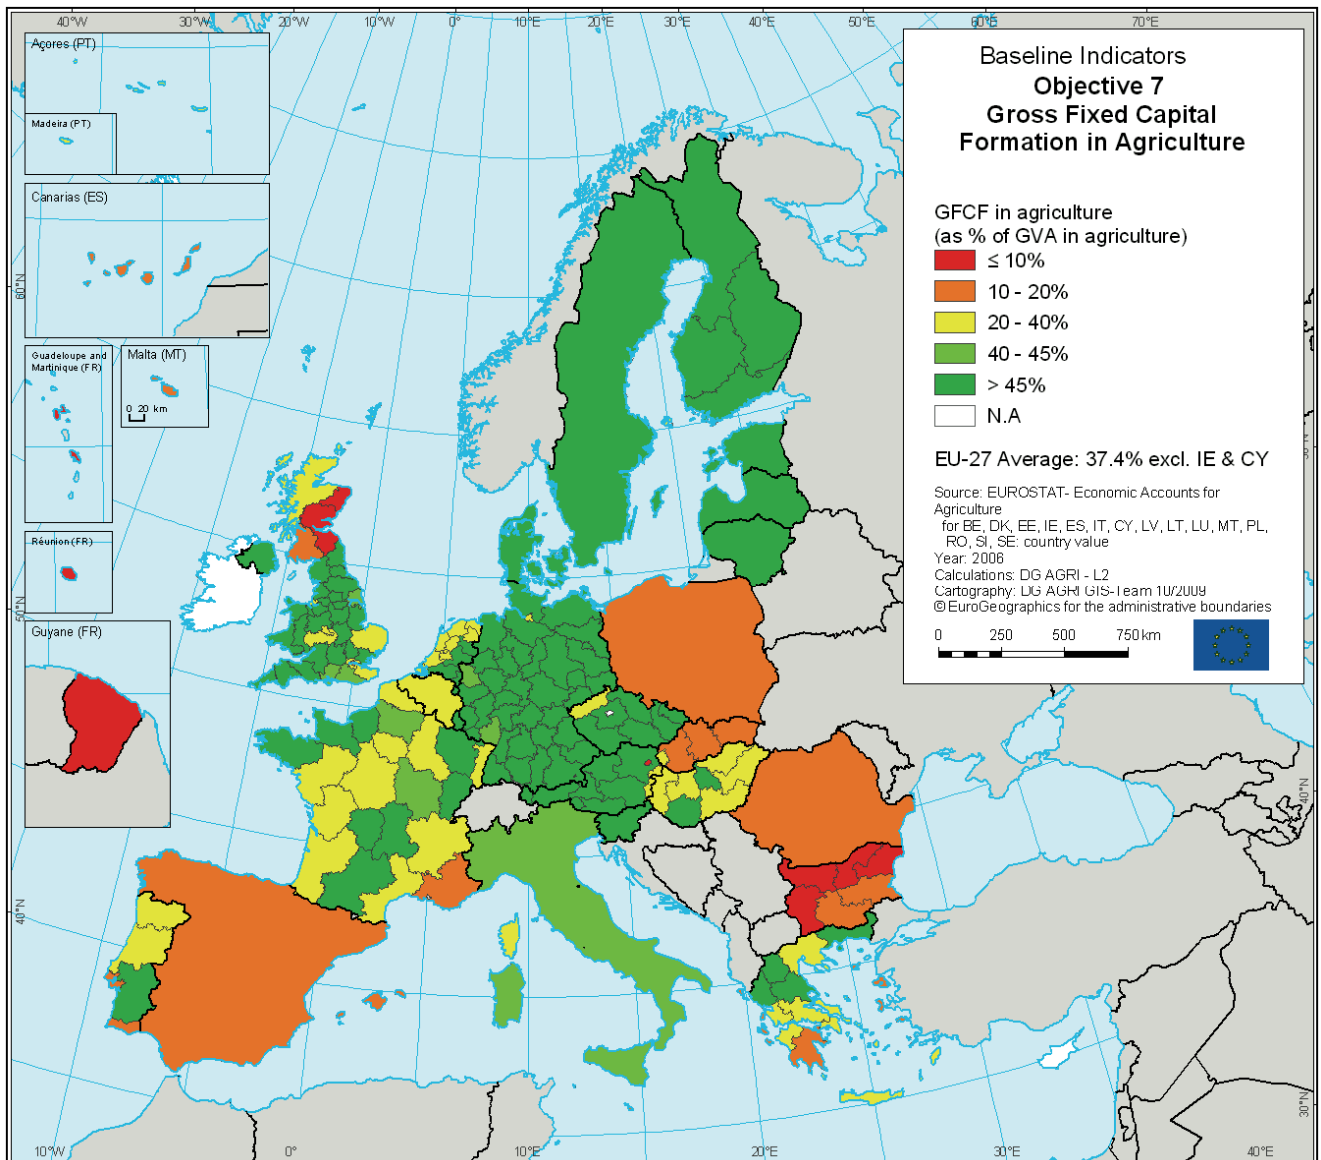 40°W 30°W 20°W 10°W 0° 10°E 20°E 30°E 40°E 50°E 60°E 70°E
Açores (PT)
Madeira (PT)
Canarias (ES)
Guadeloupe and
Martinique (FR)
Malta (MT)
0 20 km
Réunion (FR)
Guyane (FR)
Baseline Indicators
Objective 7
Gross Fixed Capital
Formation in Agriculture
GFCF in agriculture
(as % of GVA in agriculture)
≤ 10%
10 - 20%
20 - 40%
40 - 45%
> 45%
N.A
EU-27 Average: 37.4% excl. IE & CY
Source: EUROSTAT- Economic Accounts for
Agriculture
for BE, DK, EE, IE, ES, IT, CY, LV, LT, LU, MT, PL,
RO, SI, SE: country value
Year: 2006
Calculations: DG AGRI - L2
Cartography: DG AGRI GIS-Team 10/2009
© EuroGeographics for the administrative boundaries
0 250 500 750 km
60°N
50°N
40°N
40°N
30°N
10°W 0° 10°E 20°E 30°E 40°E